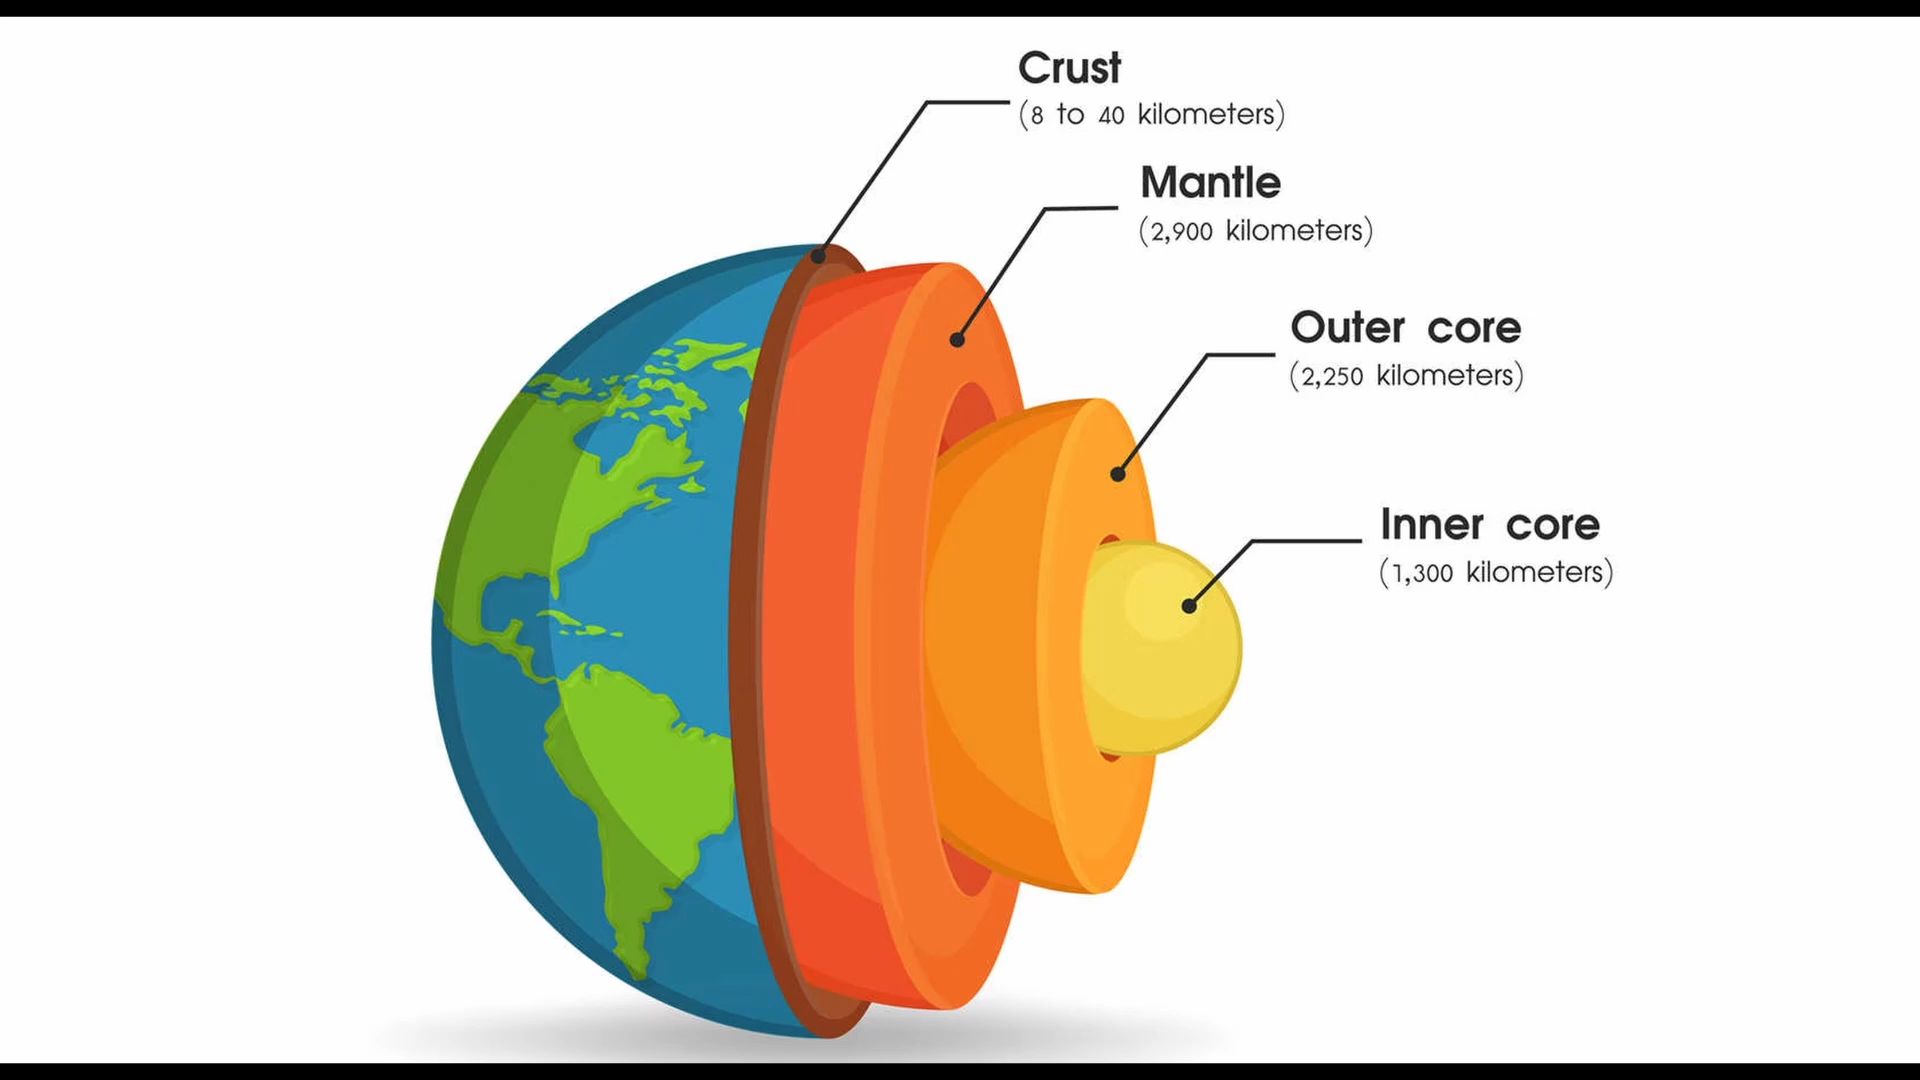 Crust
(8 to 40 kilometers)
Mantle
(2,900 kilometers)
Outer core
(2,250 kilometers)
Inner core
(1,300 kilometers)